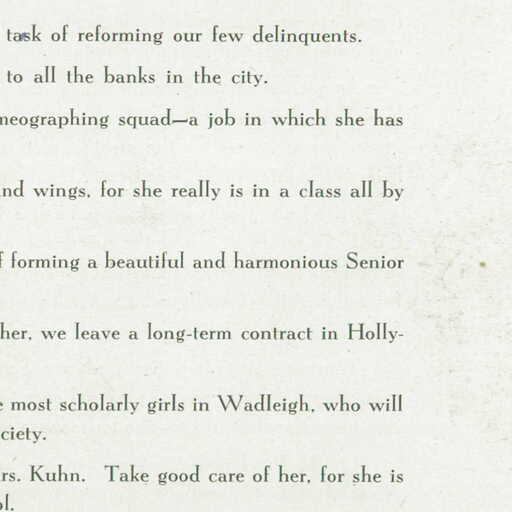 task of reforming our few delinquents.
to all the banks in the city.
meographing squad—a job in which she has
nd wings, for she really is in a class all by
f forming a beautiful and harmonious Senior
her, we leave a long-term contract in Holly-
e most scholarly girls in Wadleigh, who will
ciety.
rs. Kuhn. Take good care of her, for she is
ol.